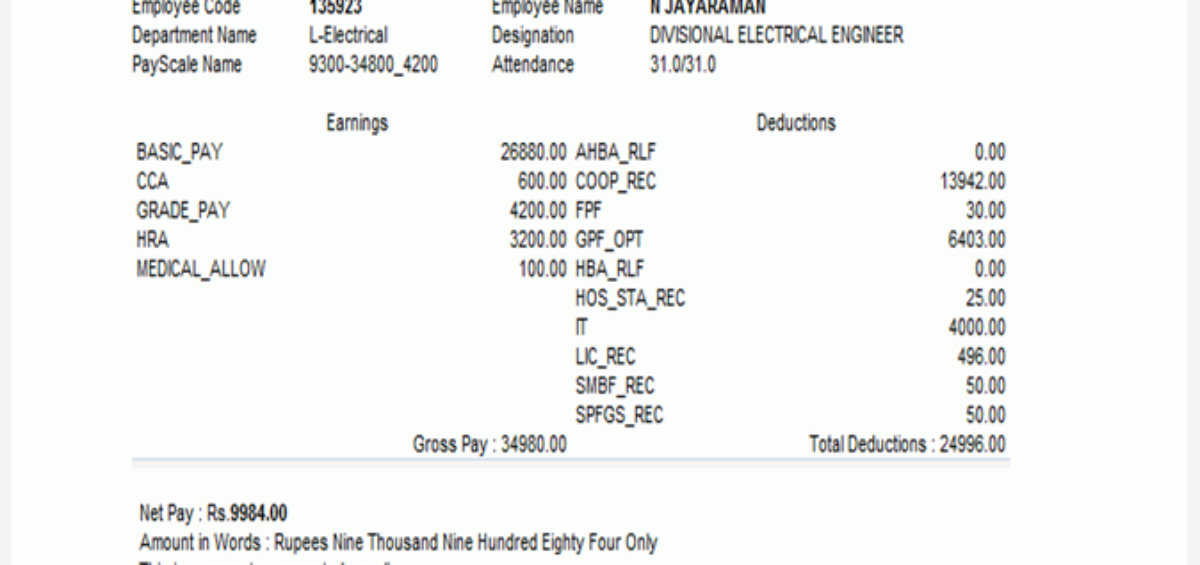 Employee Code 135923 Employee Name N JAYARAMAN
Department Name L-Electrical Designation DIVISIONAL ELECTRICAL ENGINEER
PayScale Name 9300-34800_4200 Attendance 31.0/31.0
Earnings Deductions
BASIC_PAY 26880.00 AHBA_RLF 0.00
CCA 600.00 COOP_REC 13942.00
GRADE_PAY 4200.00 FPF 30.00
HRA 3200.00 GPF_OPT 6403.00
MEDICAL_ALLOW 100.00 HBA_RLF 0.00
HOS_STA_REC 25.00
IT 4000.00
LIC_REC 496.00
SMBF_REC 50.00
SPFGS_REC 50.00
Gross Pay : 34980.00 Total Deductions : 24996.00
Net Pay : Rs.9984.00
Amount in Words : Rupees Nine Thousand Nine Hundred Eighty Four Only